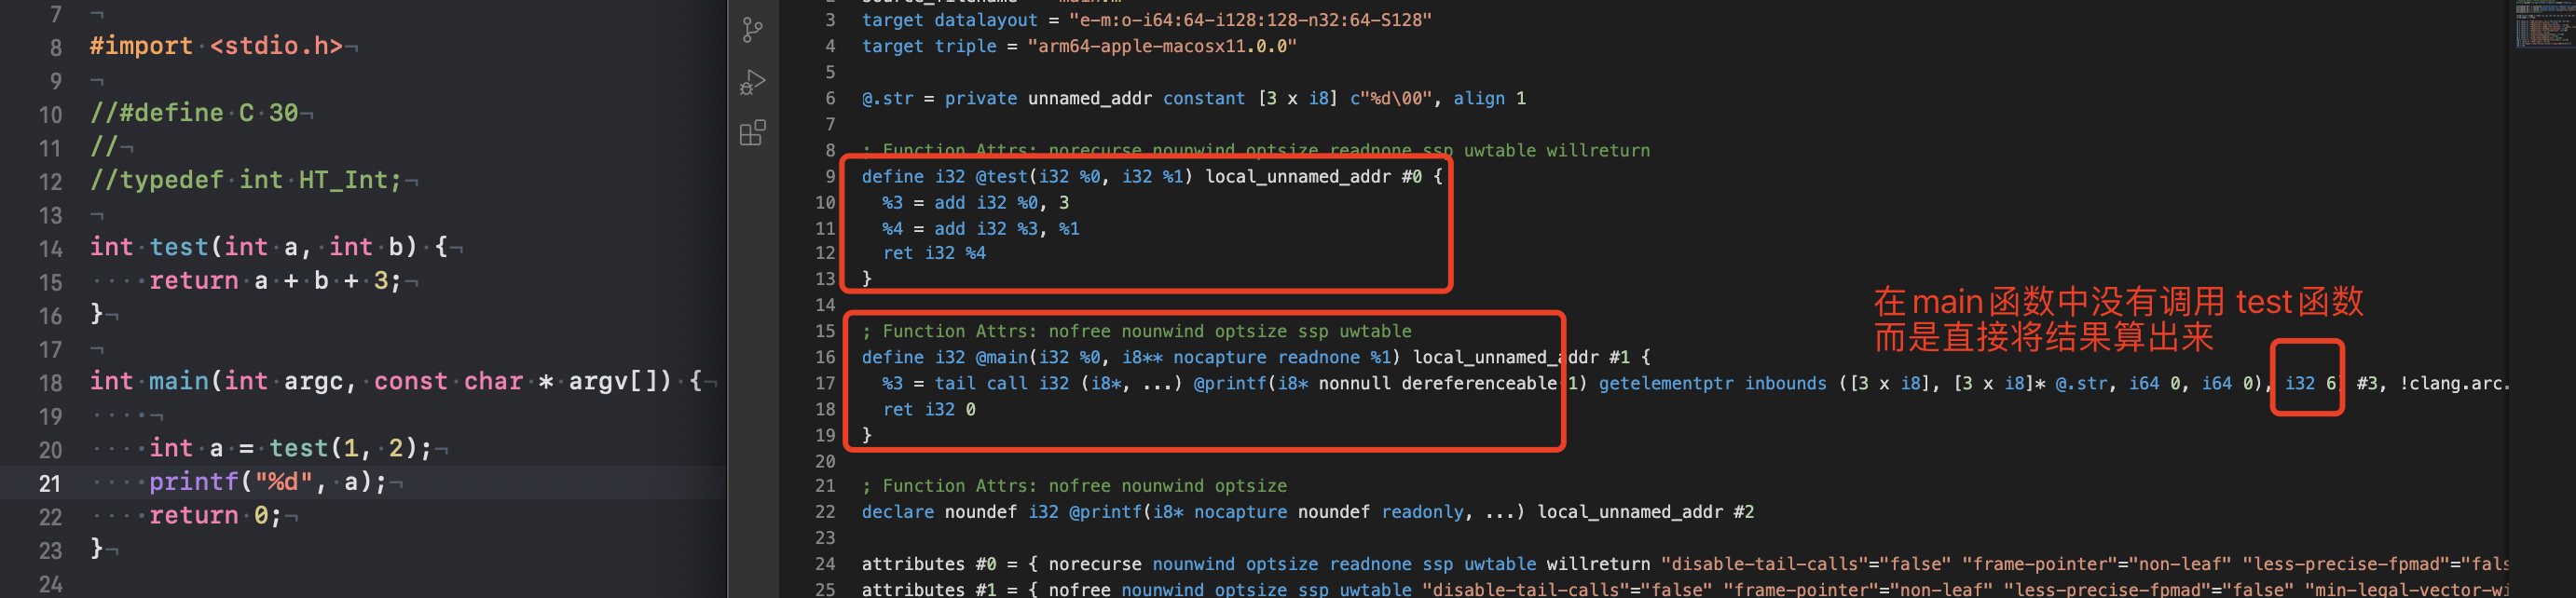 7
8 #import <stdio.h>
9
10 //#define C 30
11 //
12 //typedef int HT_Int;
13
14 int test(int a, int b) {
15 return a + b + 3;
16 }
17
18 int main(int argc, const char * argv[]) {
19
20 int a = test(1, 2);
21 printf("%d", a);
22 return 0;
23 }
24
3 target datalayout = "e-m:o-i64:64-i128:128-n32:64-S128"
4 target triple = "arm64-apple-macosx11.0.0"
5
6 @.str = private unnamed_addr constant [3 x i8] c"%d\00", align 1
7
8 ; Function Attrs: norecurse nounwind optsize readnone ssp uwtable willreturn
9 define i32 @test(i32 %0, i32 %1) local_unnamed_addr #0 {
10 %3 = add i32 %0, 3
11 %4 = add i32 %3, %1
12 ret i32 %4
13 }
14
15 ; Function Attrs: nofree nounwind optsize ssp uwtable
16 define i32 @main(i32 %0, i8** nocapture readnone %1) local_unnamed_addr #1 {
17 %3 = tail call i32 (i8*, ...) @printf(i8* nonnull dereferenceable(1) getelementptr inbounds ([3 x i8], [3 x i8]* @.str, i64 0, i64 0), i32 6) #3, !clang.arc.
18 ret i32 0
19 }
20
21 ; Function Attrs: nofree nounwind optsize
22 declare noundef i32 @printf(i8* nocapture noundef readonly, ...) local_unnamed_addr #2
23
24 attributes #0 = { norecurse nounwind optsize readnone ssp uwtable willreturn "disable-tail-calls"="false" "frame-pointer"="non-leaf" "less-precise-fpmad"="fals
25 attributes #1 = { nofree nounwind optsize ssp uwtable "disable-tail-calls"="false" "frame-pointer"="non-leaf" "less-precise-fpmad"="false" "min-legal-vector-wi
在main函数中没有调用 test函数
而是直接将结果算出来